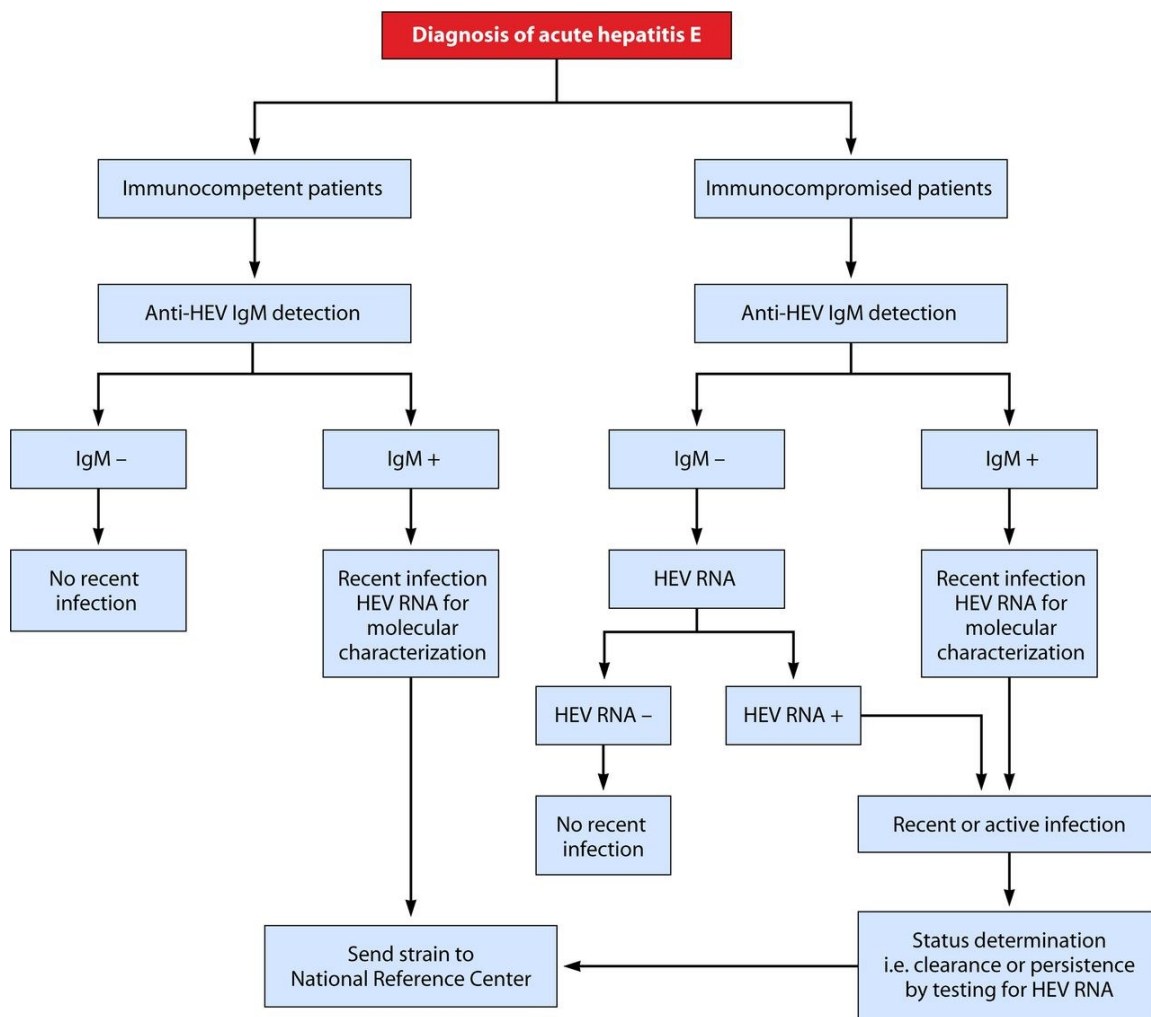 Diagnosis of acute hepatitis E
Immunocompetent patients
Immunocompromised patients
Anti-HEV IgM detection
Anti-HEV IgM detection
IgM –
IgM +
IgM –
IgM +
No recent
infection
Recent infection
HEV RNA for
molecular
characterization
HEV RNA
Recent infection
HEV RNA for
molecular
characterization
HEV RNA –
HEV RNA +
No recent
infection
Recent or active infection
Send strain to
National Reference Center
Status determination
i.e. clearance or persistence
by testing for HEV RNA